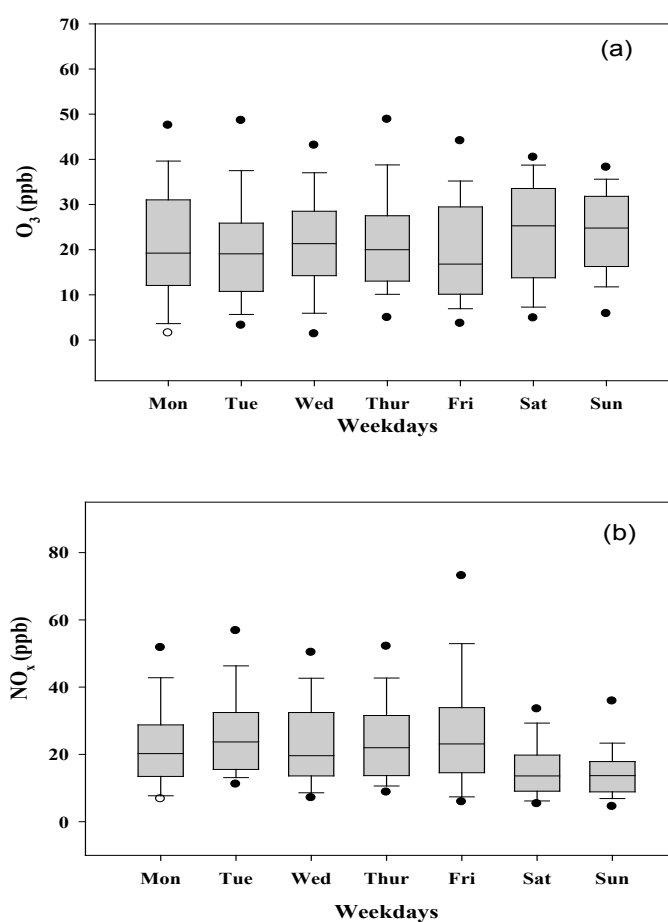 (a)
O3 (ppb)
70
60
50
40
30
20
10
0
Mon Tue Wed Thur Fri Sat Sun
Weekdays
(b)
NOx (ppb)
80
60
40
20
0
Mon Tue Wed Thur Fri Sat Sun
Weekdays